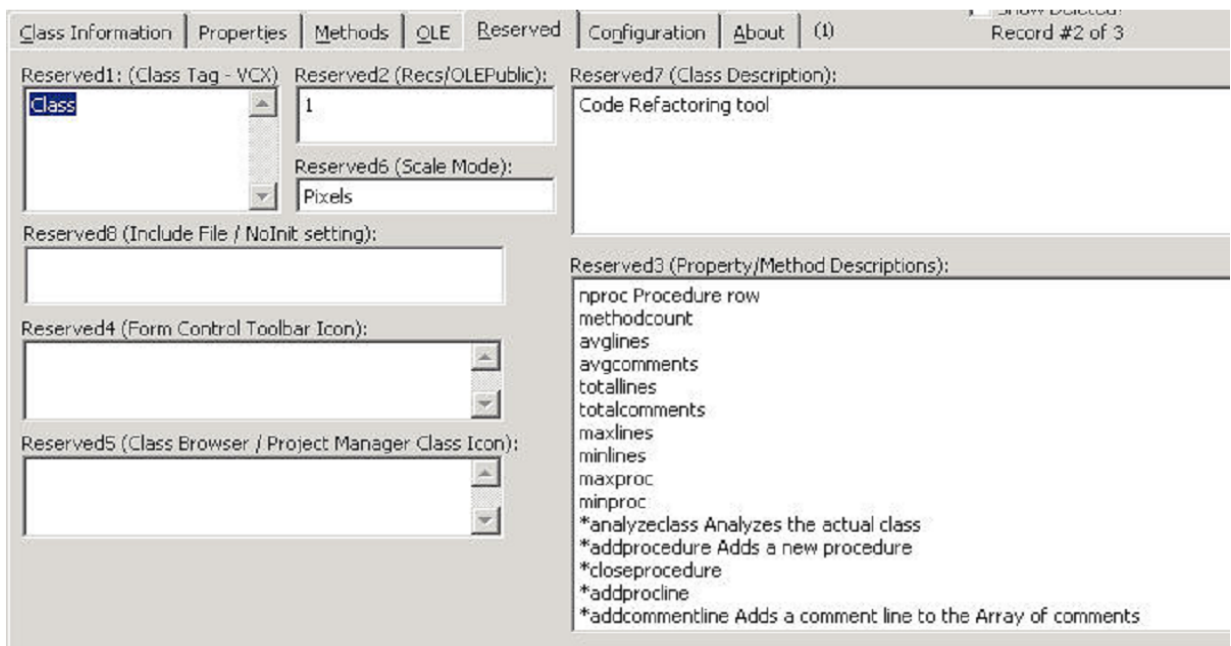 Show Deleted?
Class Information Properties Methods OLE Reserved Configuration About (1) Record #2 of 3
Reserved1: (Class Tag - VCX)
Class
Reserved2 (Recs/OLEPublic):
1
Reserved6 (Scale Mode):
Pixels
Reserved8 (Include File / NoInit setting):
Reserved4 (Form Control Toolbar Icon):
Reserved5 (Class Browser / Project Manager Class Icon):
Reserved7 (Class Description):
Code Refactoring tool
Reserved3 (Property/Method Descriptions):
nproc Procedure row
methodcount
avglines
avgcomments
totallines
totalcomments
maxlines
minlines
maxproc
minproc
*analyzeclass Analyzes the actual class
*addprocedure Adds a new procedure
*closeprocedure
*addprocline
*addcommentline Adds a comment line to the Array of comments